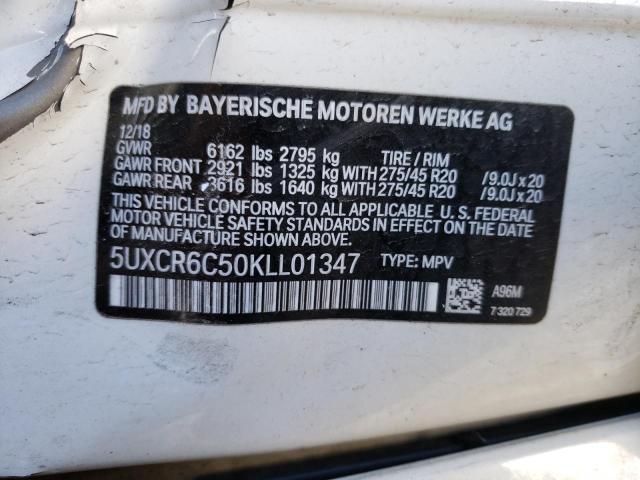 MFD BY BAYERISCHE MOTOREN WERKE AG
12/18
GVWR 6162 lbs 2795 kg TIRE / RIM
GAWR FRONT 2921 lbs 1325 kg WITH 275/45 R20 /9.0J x 20
GAWR REAR 3616 lbs 1640 kg WITH 275/45 R20 /9.0J x 20
THIS VEHICLE CONFORMS TO ALL APPLICABLE U. S. FEDERAL
MOTOR VEHICLE SAFETY STANDARDS IN EFFECT ON THE DATE
OF MANUFACTURE SHOWN ABOVE.
5UXCR6C50KLL01347 TYPE: MPV
A96M
7 320 729